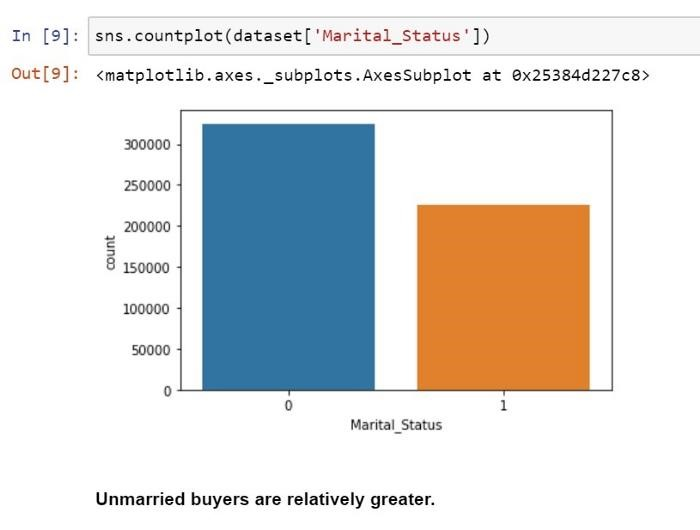 In [9]: sns.countplot(dataset['Marital_Status'])
Out[9]: <matplotlib.axes._subplots.AxesSubplot at 0x25384d227c8>
300000
250000
200000
150000
100000
50000
0
count
0 1
Marital_Status
Unmarried buyers are relatively greater.